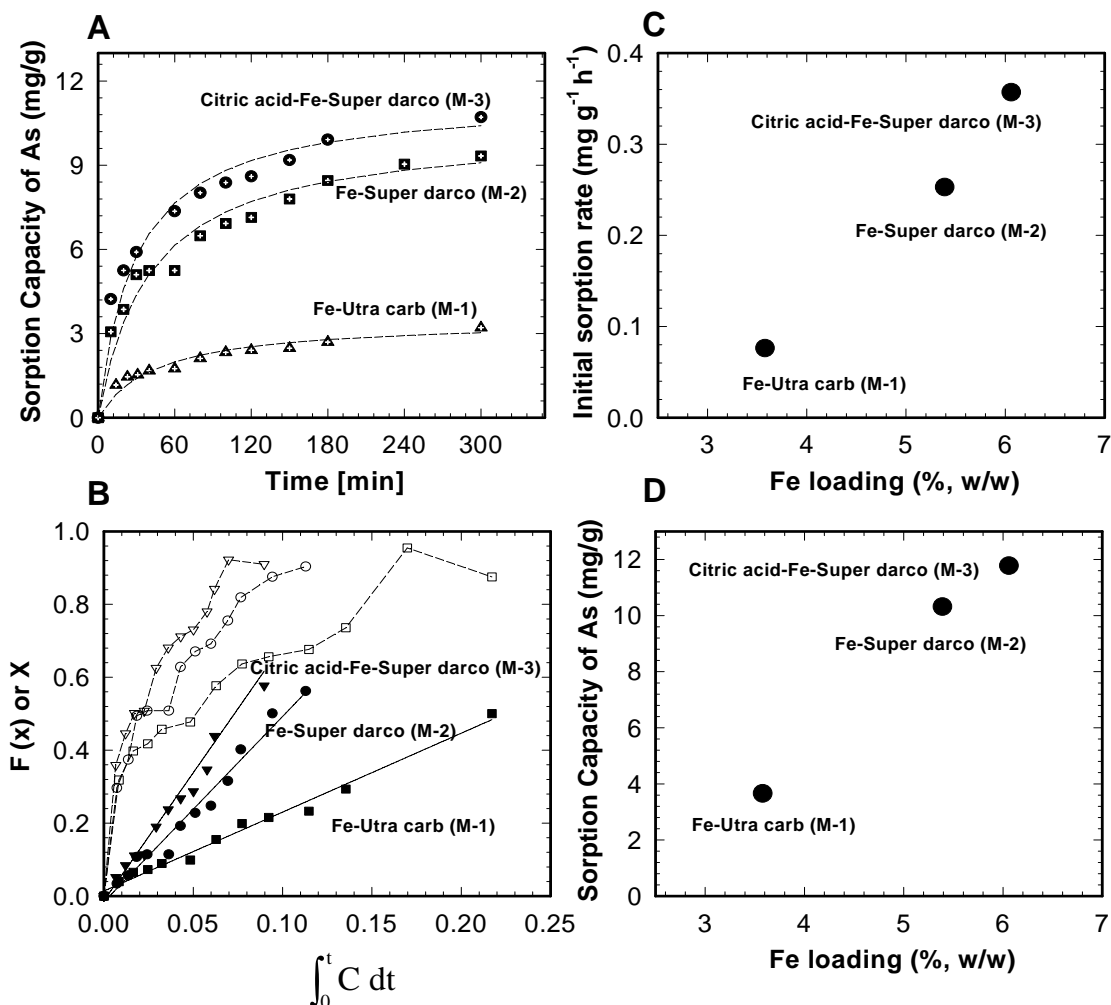 A
Sorption Capacity of As (mg/g)
12
9
6
3
0
Citric acid-Fe-Super darco (M-3)
Fe-Super darco (M-2)
Fe-Utra carb (M-1)
0 60 120 180 240 300
Time [min]
C
Initial sorption rate (mg g⁻¹ h⁻¹)
0.4
0.3
0.2
0.1
0.0
Citric acid-Fe-Super darco (M-3)
Fe-Super darco (M-2)
Fe-Utra carb (M-1)
3 4 5 6 7
Fe loading (%, w/w)
B
F (x) or X
1.0
0.8
0.6
0.4
0.2
0.0
Citric acid-Fe-Super darco (M-3)
Fe-Super darco (M-2)
Fe-Utra carb (M-1)
0.00 0.05 0.10 0.15 0.20 0.25
∫₀ᵗ C dt
D
Sorption Capacity of As (mg/g)
12
10
8
6
4
2
0
Citric acid-Fe-Super darco (M-3)
Fe-Super darco (M-2)
Fe-Utra carb (M-1)
3 4 5 6 7
Fe loading (%, w/w)